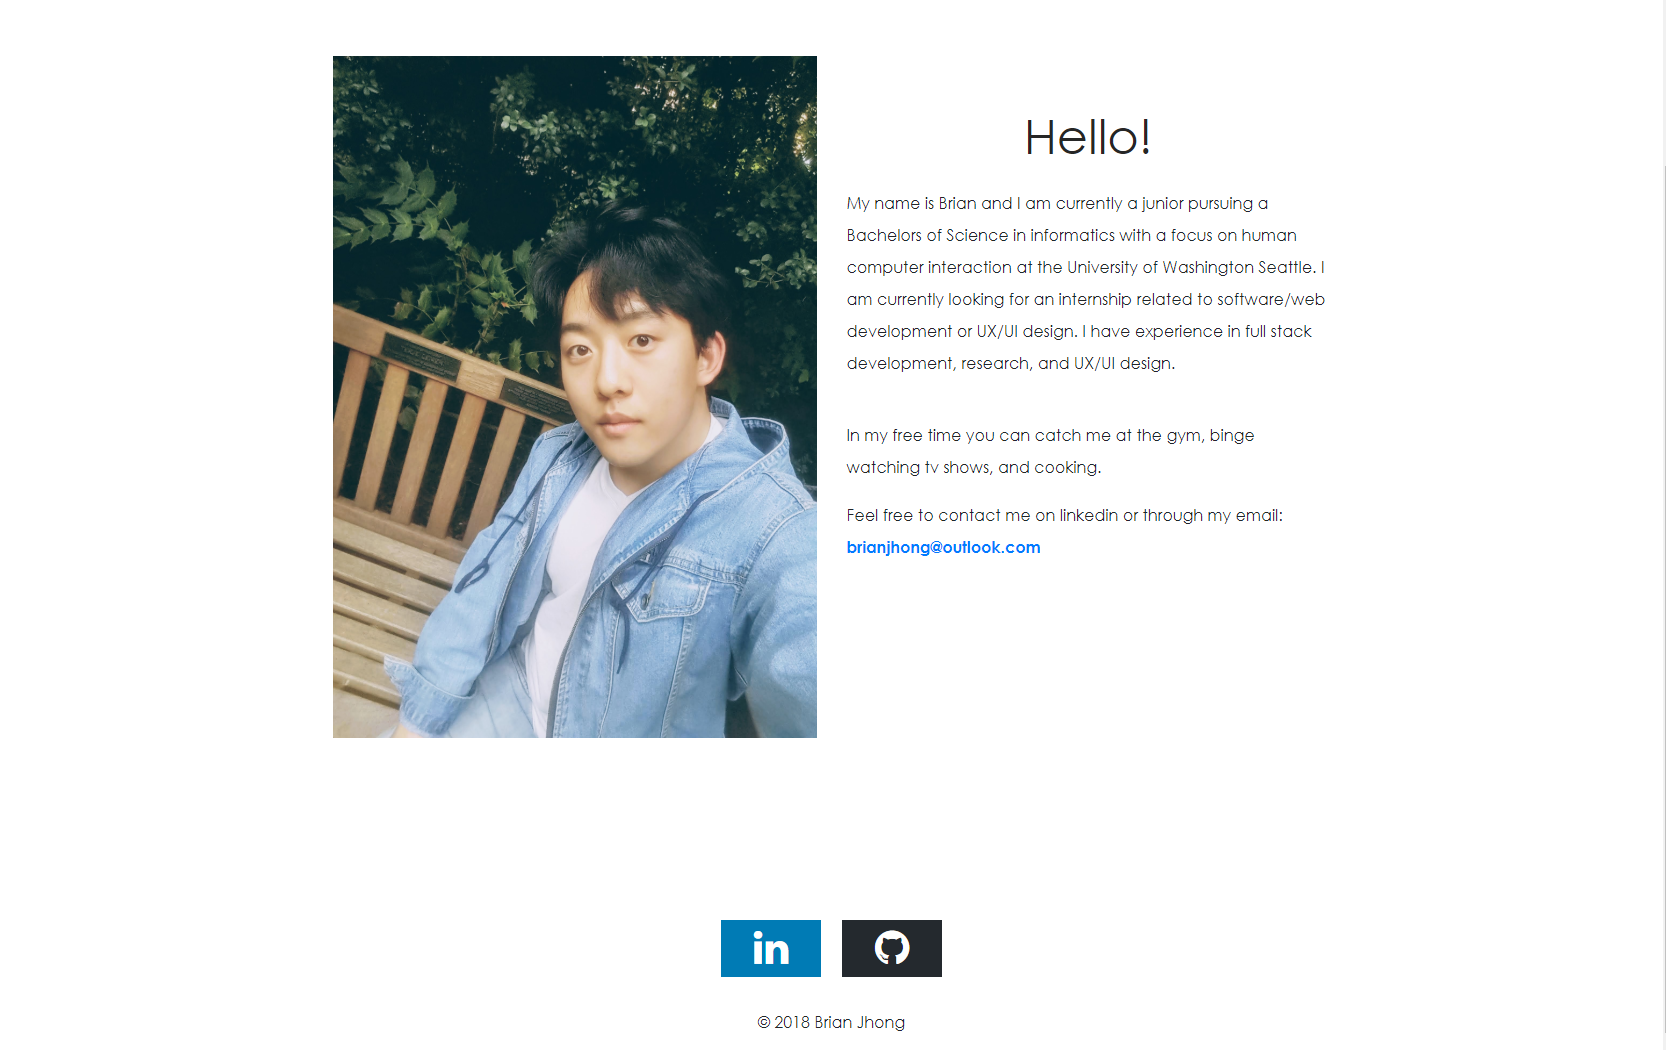 Hello!
My name is Brian and I am currently a junior pursuing a
Bachelors of Science in informatics with a focus on human
computer interaction at the University of Washington Seattle. I
am currently looking for an internship related to software/web
development or UX/UI design. I have experience in full stack
development, research, and UX/UI design.
In my free time you can catch me at the gym, binge
watching tv shows, and cooking.
Feel free to contact me on linkedin or through my email:
brianjhong@outlook.com
in
© 2018 Brian Jhong